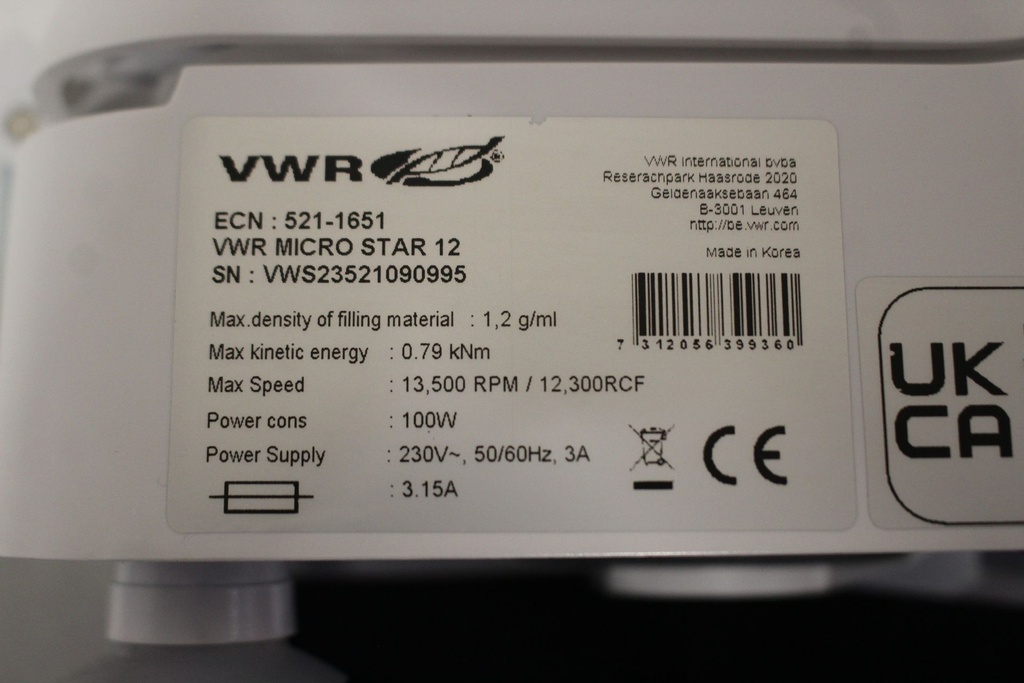 VWR ®
VWR International bvba
Reserachpark Haasrode 2020
Geldenaaksebaan 464
B-3001 Leuven
http://be.vwr.com
Made in Korea
ECN : 521-1651
VWR MICRO STAR 12
SN : VWS23521090995
Max.density of filling material : 1,2 g/ml
Max kinetic energy : 0.79 kNm
Max Speed : 13,500 RPM / 12,300RCF
Power cons : 100W
Power Supply : 230V~, 50/60Hz, 3A
: 3.15A
7 312056 399360
CE
UK
CA